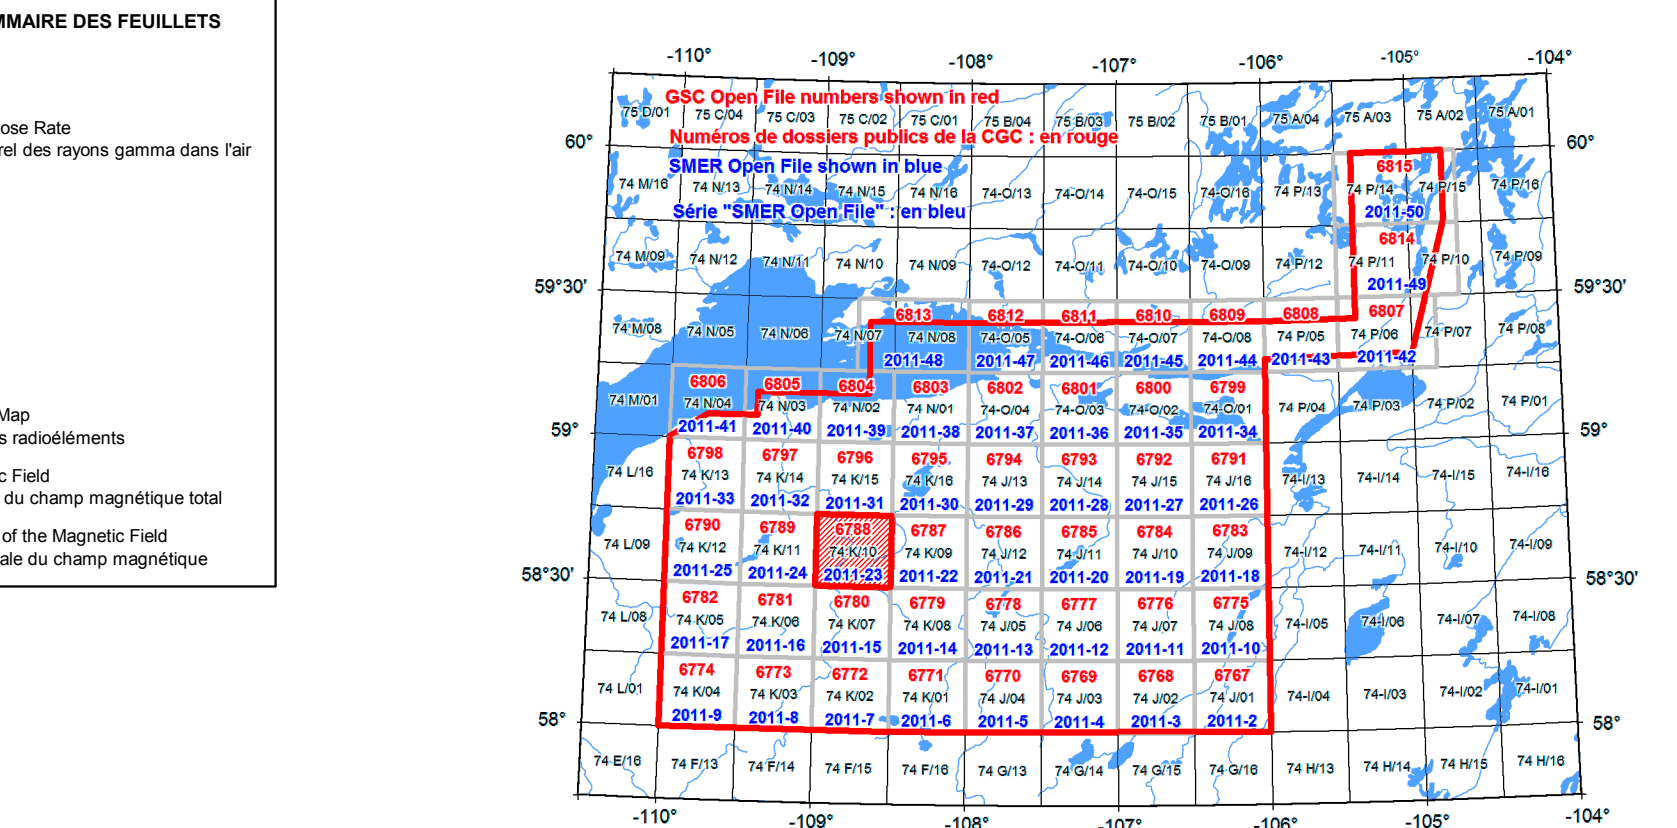 MMAIRE DES FEUILLETS
ose Rate
rel des rayons gamma dans l'air
Map
s radioéléments
c Field
du champ magnétique total
of the Magnetic Field
ale du champ magnétique
-110° -109° -108° -107° -106° -105° -104°
GSC Open File numbers shown in red
75 D/01 75 C/04 75 C/03 75 C/02 75 C/01 75 B/04 75 B/03 75 B/02 75 B/01 75 A/04 75 A/03 75 A/02 75 A/01
Numéros de dossiers publics de la CGC : en rouge
60° 60°
SMER Open File shown in blue
6815
74 M/16 74 N/13 74 N/14 74 N/15 74 N/16 74-O/13 74-O/14 74-O/15 74-O/16 74 P/13 74 P/14 74 P/15 74 P/16
Série "SMER Open File" : en bleu
2011-50
6814
74 M/09 74 N/12 74 N/11 74 N/10 74 N/09 74-O/12 74-O/11 74-O/10 74-O/09 74 P/12 74 P/11 74 P/10 74 P/09
2011-49
59°30' 59°30'
6813 6812 6811 6810 6809 6808 6807
74 M/08 74 N/05 74 N/06 74 N/07 74 N/08 74-O/05 74-O/06 74-O/07 74-O/08 74 P/05 74 P/06 74 P/07 74 P/08
2011-48 2011-47 2011-46 2011-45 2011-44 2011-43 2011-42
6806 6805 6804 6803 6802 6801 6800 6799
74 M/01 74 N/04 74 N/03 74 N/02 74 N/01 74-O/04 74-O/03 74-O/02 74-O/01 74 P/04 74 P/03 74 P/02 74 P/01
2011-41 2011-40 2011-39 2011-38 2011-37 2011-36 2011-35 2011-34
59° 59°
6798 6797 6796 6795 6794 6793 6792 6791
74 L/16 74 K/13 74 K/14 74 K/15 74 K/16 74 J/13 74 J/14 74 J/15 74 J/16 74-I/13 74-I/14 74-I/15 74-I/16
2011-33 2011-32 2011-31 2011-30 2011-29 2011-28 2011-27 2011-26
6790 6789 6788 6787 6786 6785 6784 6783
74 L/09 74 K/12 74 K/11 74 K/10 74 K/09 74 J/12 74 J/11 74 J/10 74 J/09 74-I/12 74-I/11 74-I/10 74-I/09
2011-25 2011-24 2011-23 2011-22 2011-21 2011-20 2011-19 2011-18
58°30' 58°30'
6782 6781 6780 6779 6778 6777 6776 6775
74 L/08 74 K/05 74 K/06 74 K/07 74 K/08 74 J/05 74 J/06 74 J/07 74 J/08 74-I/05 74-I/06 74-I/07 74-I/08
2011-17 2011-16 2011-15 2011-14 2011-13 2011-12 2011-11 2011-10
6774 6773 6772 6771 6770 6769 6768 6767
74 L/01 74 K/04 74 K/03 74 K/02 74 K/01 74 J/04 74 J/03 74 J/02 74 J/01 74-I/04 74-I/03 74-I/02 74-I/01
2011-9 2011-8 2011-7 2011-6 2011-5 2011-4 2011-3 2011-2
58° 58°
74-E/16 74 F/13 74 F/14 74 F/15 74 F/16 74 G/13 74 G/14 74 G/15 74 G/16 74 H/13 74 H/14 74 H/15 74 H/16
-110° -109° -108° -107° -106° -105° -104°